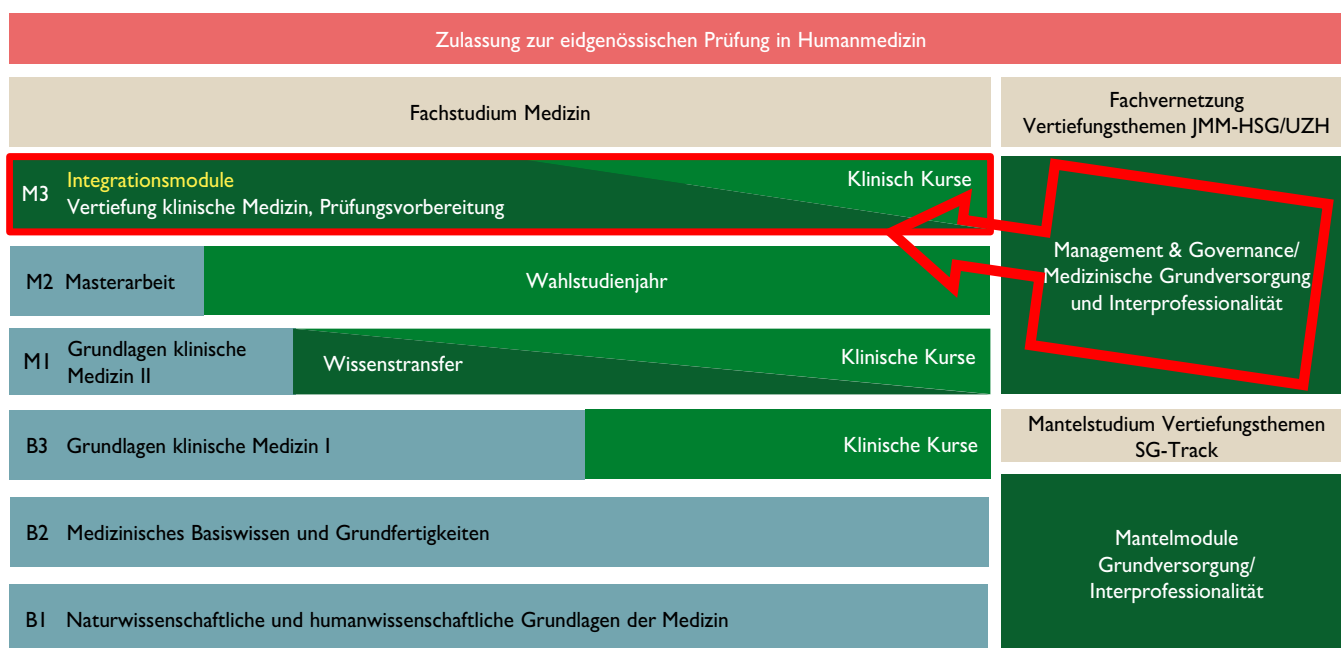 Zulassung zur eidgenössischen Prüfung in Humanmedizin
Fachstudium Medizin
Fachvernetzung
Vertiefungsthemen JMM-HSG/UZH
M3
Integrationsmodule
Vertiefung klinische Medizin, Prüfungsvorbereitung
Klinisch Kurse
Management & Governance/
Medizinische Grundversorgung
und Interprofessionalität
M2 Masterarbeit
Wahlstudienjahr
M1
Grundlagen klinische
Medizin II
Wissenstransfer
Klinische Kurse
B3 Grundlagen klinische Medizin I
Klinische Kurse
Mantelstudium Vertiefungsthemen
SG-Track
B2 Medizinisches Basiswissen und Grundfertigkeiten
Mantelmodule
Grundversorgung/
Interprofessionalität
B1 Naturwissenschaftliche und humanwissenschaftliche Grundlagen der Medizin